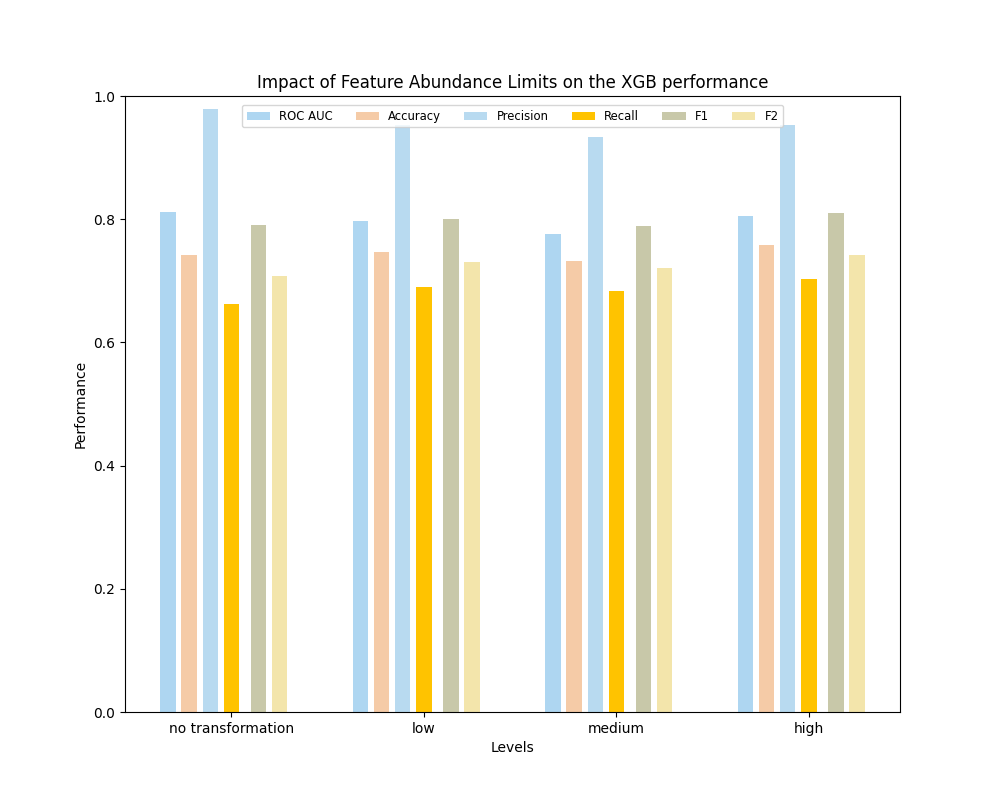 Impact of Feature Abundance Limits on the XGB performance
ROC AUC Accuracy Precision Recall F1 F2
1.0
0.8
0.6
0.4
0.2
0.0
Performance
no transformation low medium high
Levels